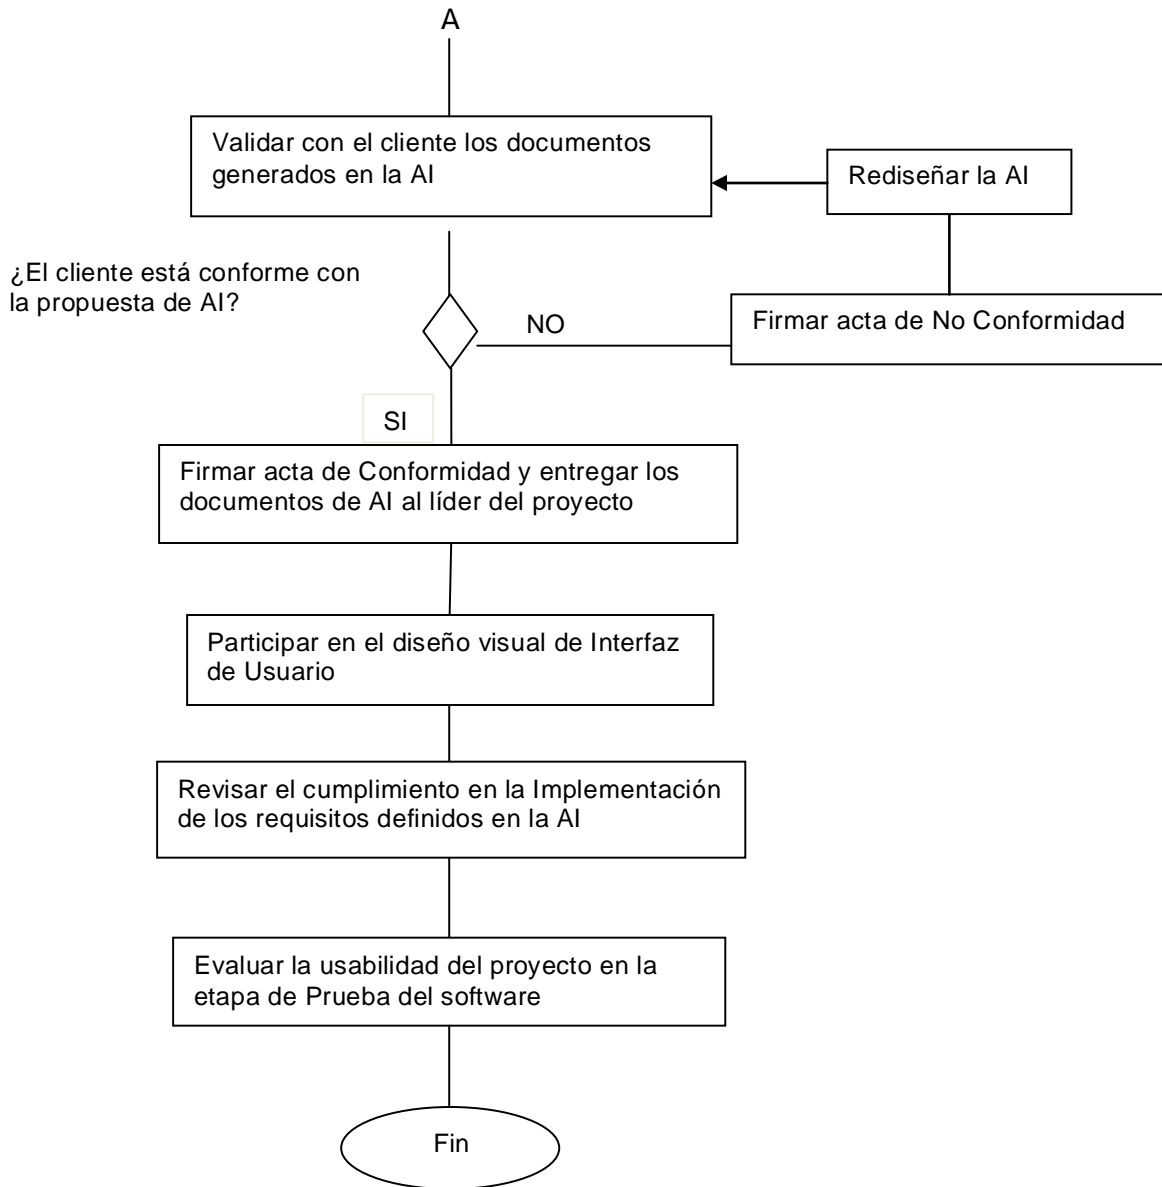 A
Validar con el cliente los documentos
generados en la AI
Rediseñar la AI
¿El cliente está conforme con
la propuesta de AI?
NO
Firmar acta de No Conformidad
SI
Firmar acta de Conformidad y entregar los
documentos de AI al líder del proyecto
Participar en el diseño visual de Interfaz
de Usuario
Revisar el cumplimiento en la Implementación
de los requisitos definidos en la AI
Evaluar la usabilidad del proyecto en la
etapa de Prueba del software
Fin